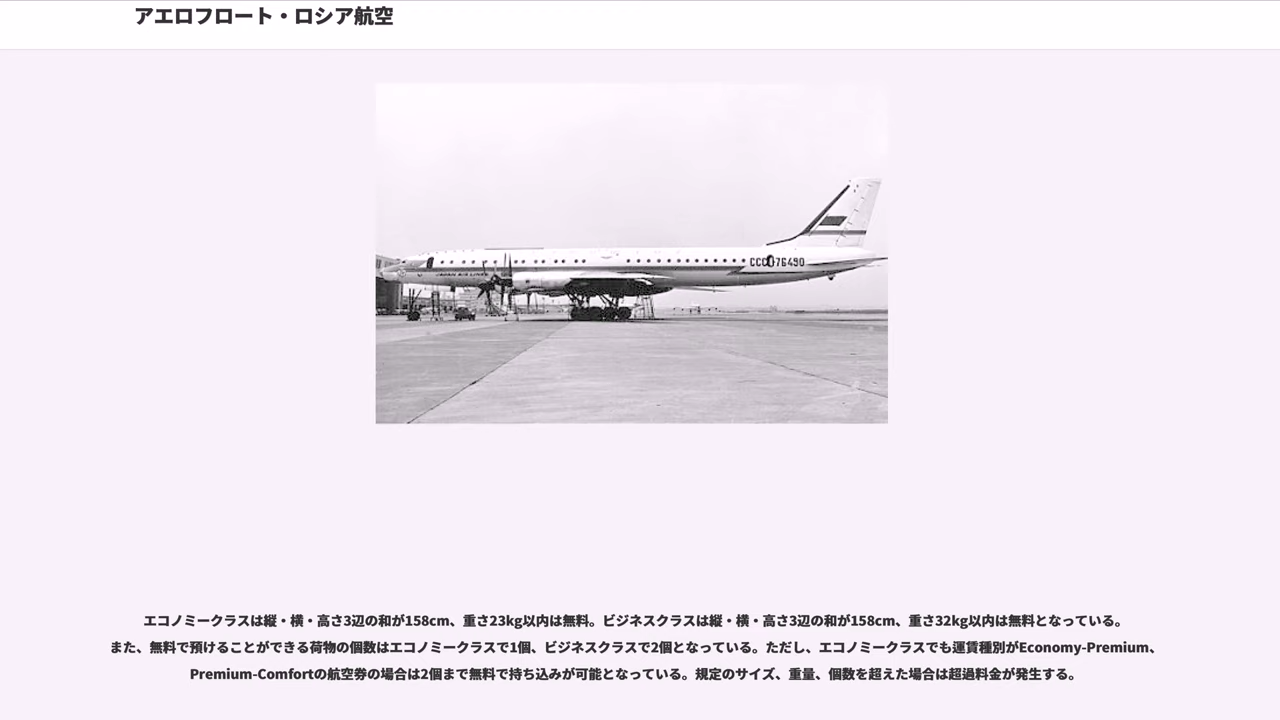 アエロフロート・ロシア航空
JAPAN AIR LINES
CCCP76490
エコノミークラスは縦・横・高さ3辺の和が158cm、重さ23kg以内は無料。ビジネスクラスは縦・横・高さ3辺の和が158cm、重さ32kg以内は無料となっている。
また、無料で預けることができる荷物の個数はエコノミークラスで1個、ビジネスクラスで2個となっている。ただし、エコノミークラスでも運賃種別がEconomy-Premium、
Premium-Comfortの航空券の場合は2個まで無料で持ち込みが可能となっている。規定のサイズ、重量、個数を超えた場合は超過料金が発生する。